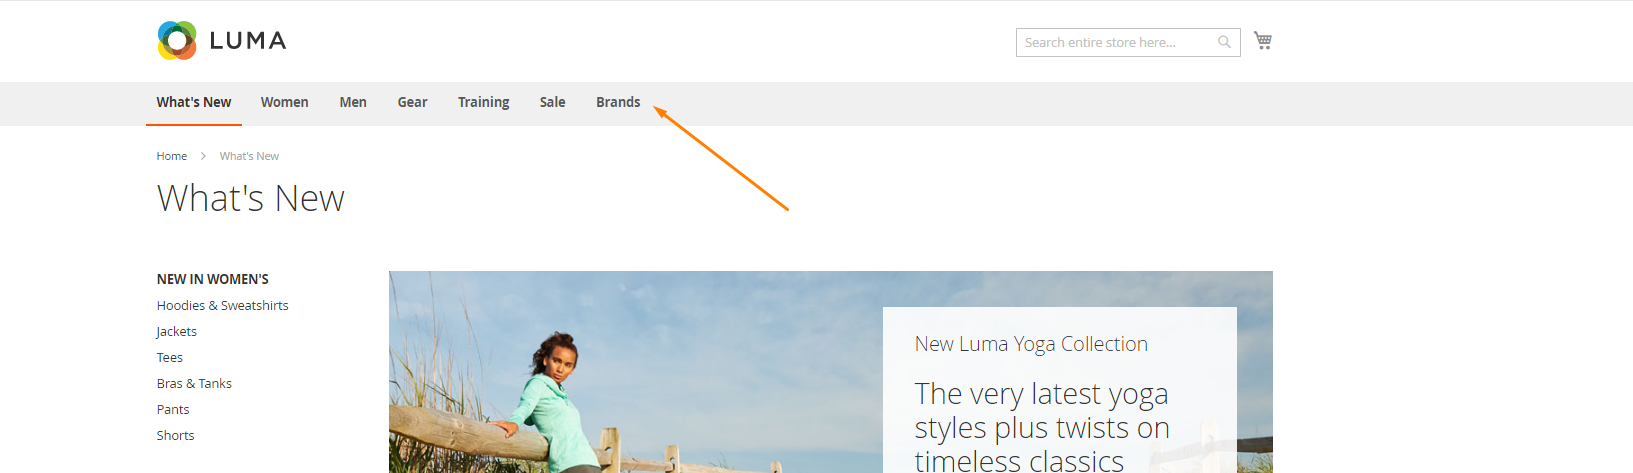 LUMA
Search entire store here...
What's New Women Men Gear Training Sale Brands
Home > What's New
What's New
NEW IN WOMEN'S
Hoodies & Sweatshirts
Jackets
Tees
Bras & Tanks
Pants
Shorts
New Luma Yoga Collection
The very latest yoga
styles plus twists on
timeless classics